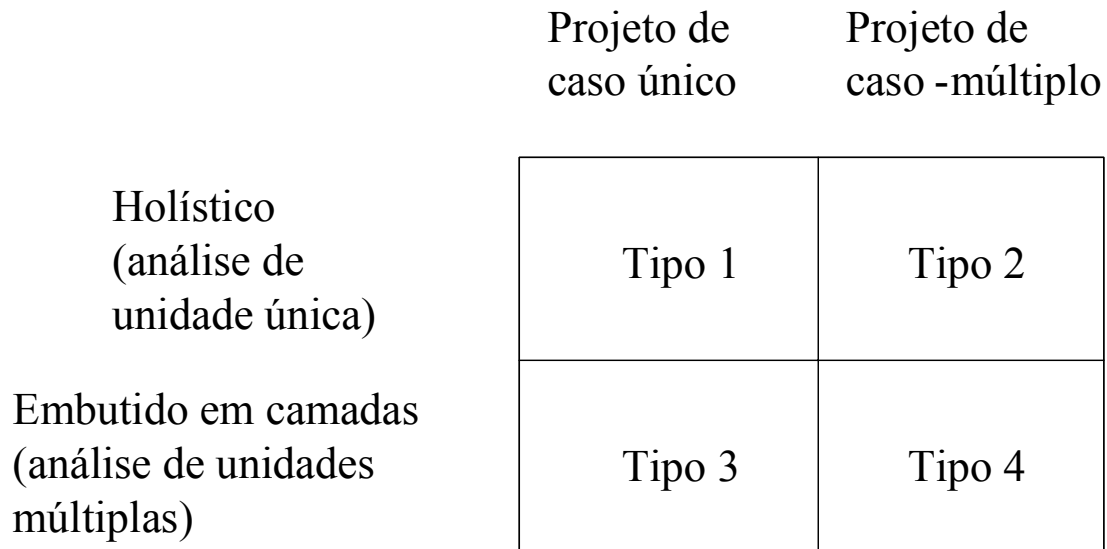 Projeto de
caso único
Projeto de
caso -múltiplo
Holístico
(análise de
unidade única)
Tipo 1
Tipo 2
Embutido em camadas
(análise de unidades
múltiplas)
Tipo 3
Tipo 4